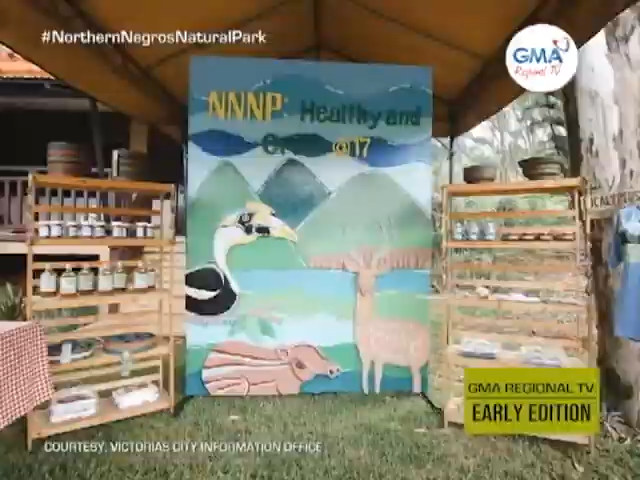 #NorthernNegrosNaturalPark
GMA
Regional TV
NNNP: Healthy and
@17
GMA REGIONAL TV
EARLY EDITION
COURTESY: VICTORIAS CITY INFORMATION OFFICE